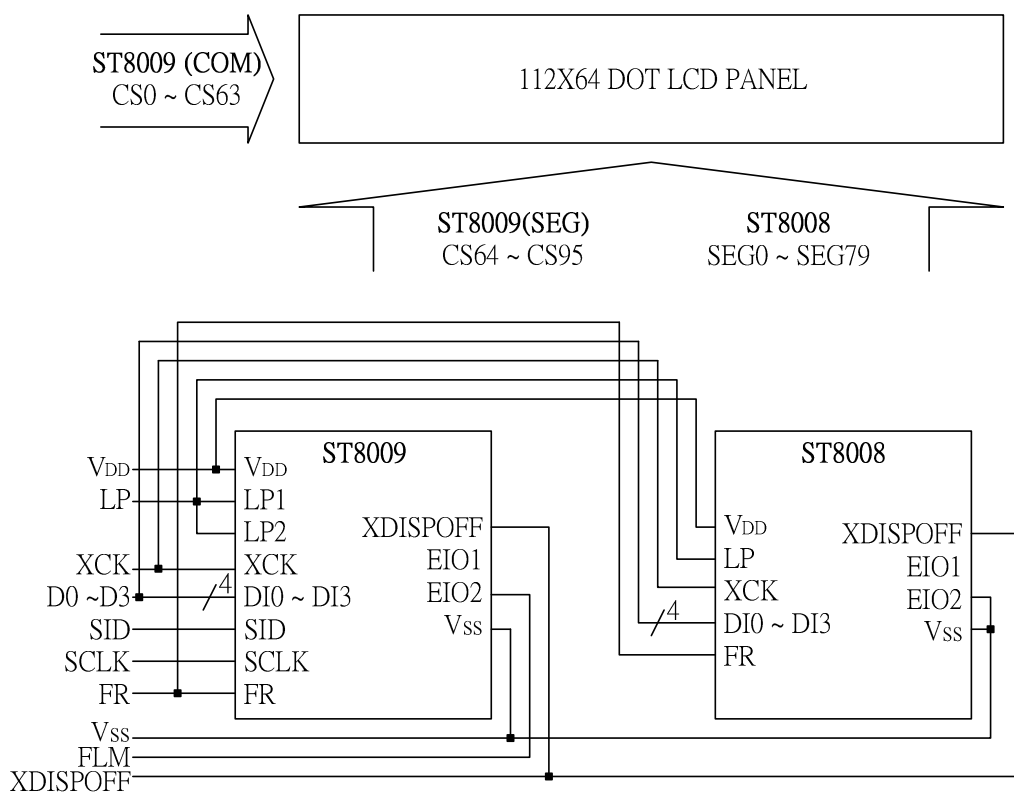 ST8009 (COM)
CS0 ~ CS63
112X64 DOT LCD PANEL
ST8009(SEG)
CS64 ~ CS95
ST8008
SEG0 ~ SEG79
VDD
LP
XCK
D0 ~D3
SID
SCLK
FR
VSS
FLM
XDISPOFF
ST8009
VDD
LP1
LP2
XCK
4
DI0 ~ DI3
SID
SCLK
FR
XDISPOFF
EIO1
EIO2
VSS
ST8008
VDD
LP
XCK
4
DI0 ~ DI3
FR
XDISPOFF
EIO1
EIO2
VSS